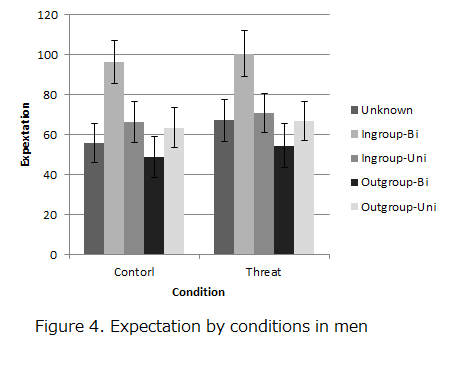 120
100
80
60
40
20
0
Expextation
Contorl
Threat
Condition
Unknown
Ingroup-Bi
Ingroup-Uni
Outgroup-Bi
Outgroup-Uni
Figure 4. Expectation by conditions in men